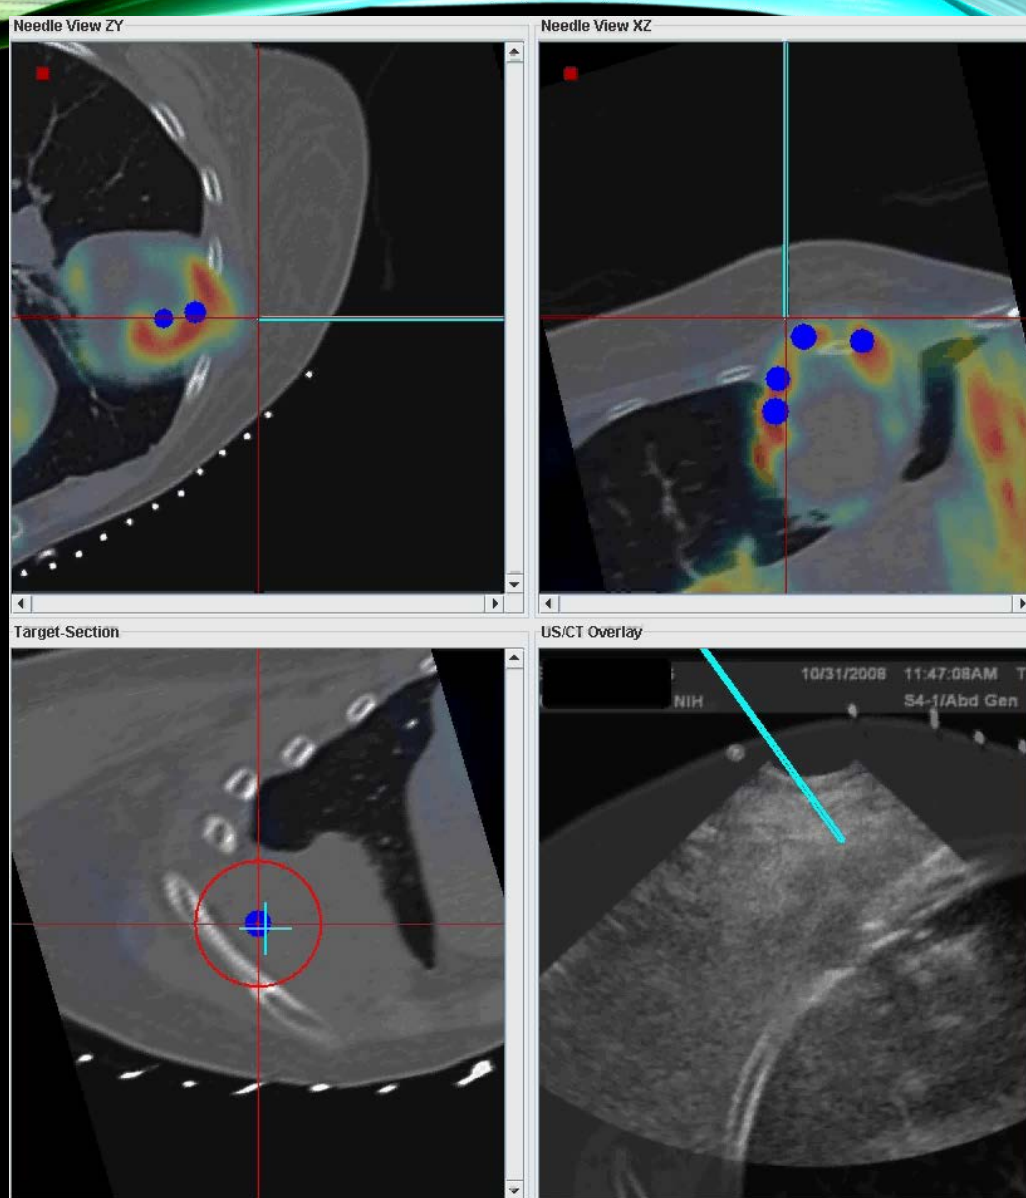 Needle View ZY
Needle View XZ
Target-Section
US/CT Overlay
10/31/2008 11:47:08AM T
NIH S4-1/Abd Gen